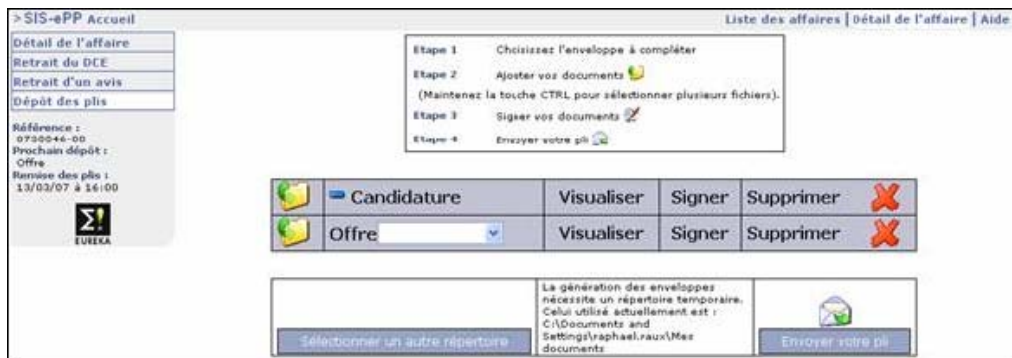 > SIS-ePP Accueil
Liste des affaires | Détail de l'affaire | Aide
Détail de l'affaire
Retrait du DCE
Retrait d'un avis
Dépôt des plis
Référence :
0730046-00
Prochain dépôt :
Offre
Remise des plis :
13/03/07 à 16:00
Σ!
EUREKA
Etape 1 Choisissez l'enveloppe à compléter
Etape 2 Ajouter vos documents
(Maintenez la touche CTRL pour sélectionner plusieurs fichiers).
Etape 3 Signer vos documents
Etape 4 Envoyer votre pli
Candidature Visualiser Signer Supprimer
Offre Visualiser Signer Supprimer
Sélectionner un autre répertoire
La génération des enveloppes
nécessite un répertoire temporaire.
Celui utilisé actuellement est :
C:\Documents and
Settings\raphael.raux\Mes
documents
Envoyer votre pli